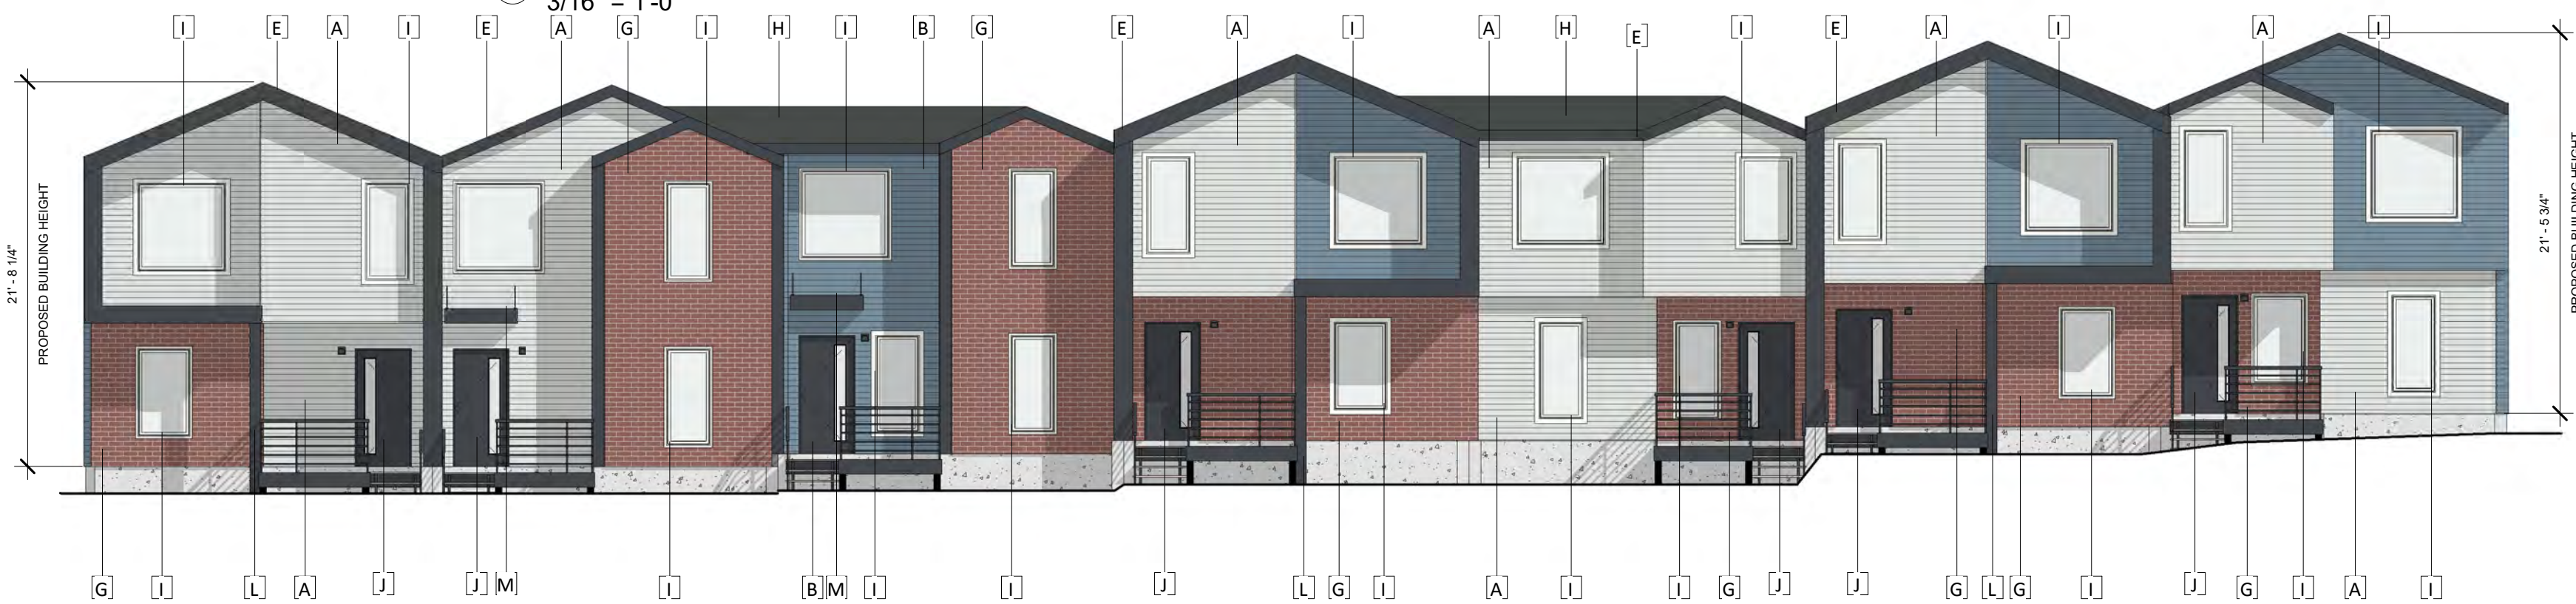 3/16" = 1'-0"
[I] [E] [A] [I] [E] [A] [G] [I] [H] [I] [B] [G] [E] [A] [I] [A] [H] [E] [I] [E] [A] [I] [A] [I]
21' - 8 1/4"
PROPOSED BUILDING HEIGHT
21' - 5 3/4"
PROPOSED BUILDING HEIGHT
[G] [I] [L] [A] [J] [J] [M] [I] [B] [M] [I] [I] [J] [L] [G] [I] [A] [I] [I] [G] [J] [J] [G] [L] [G] [I] [J] [G] [I] [A] [I]